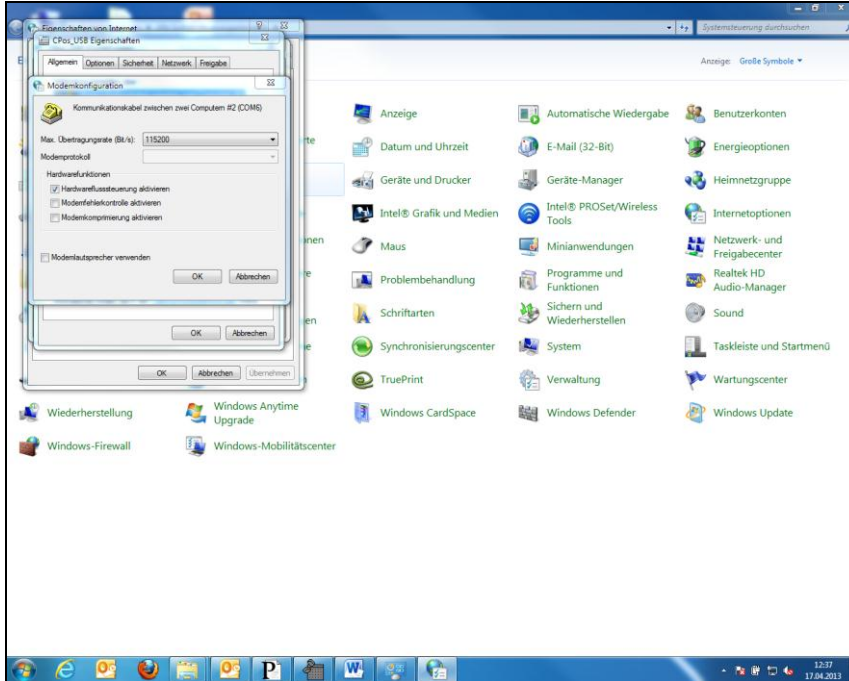 Systemsteuerung durchsuchen
Eigenschaften von Internet
CPos_USB Eigenschaften
Allgemein Optionen Sicherheit Netzwerk Freigabe
Anzeige: Große Symbole
Modemkonfiguration
Kommunikationskabel zwischen zwei Computern #2 (COM6)
Max. Übertragungsrate (Bit/s): 115200
Modemprotokoll
Hardwarefunktionen
Hardwareflusssteuerung aktivieren
Modemfehlerkontrolle aktivieren
Modemkomprimierung aktivieren
Modemlautsprecher verwenden
OK Abbrechen
OK Abbrechen
OK Abbrechen Übernehmen
Anzeige
Automatische Wiedergabe
Benutzerkonten
Datum und Uhrzeit
E-Mail (32-Bit)
Energieoptionen
Geräte und Drucker
Geräte-Manager
Heimnetzgruppe
Intel® Grafik und Medien
Intel® PROSet/Wireless
Tools
Internetoptionen
Maus
Minianwendungen
Netzwerk- und
Freigabecenter
Problembehandlung
Programme und
Funktionen
Realtek HD
Audio-Manager
Schriftarten
Sichern und
Wiederherstellen
Sound
Synchronisierungscenter
System
Taskleiste und Startmenü
TruePrint
Verwaltung
Wartungscenter
Wiederherstellung
Windows Anytime
Upgrade
Windows CardSpace
Windows Defender
Windows Update
Windows-Firewall
Windows-Mobilitätscenter
12:37
17.04.2013